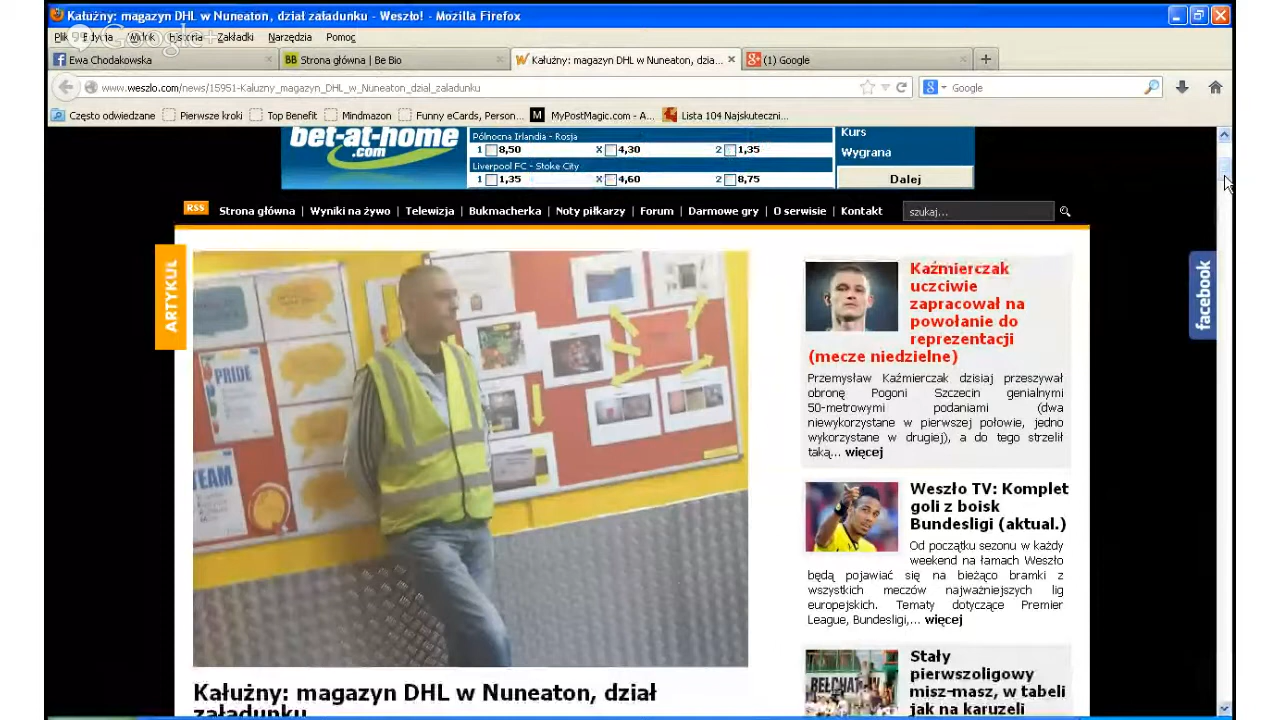 Kałużny: magazyn DHL w Nuneaton, dział załadunku - Weszło! - Mozilla Firefox
Plik Edycja Widok Historia Zakładki Narzędzia Pomoc
Google+
Ewa Chodakowska
BB Strona główna | Be Bio
Kałużny: magazyn DHL w Nuneaton, dzia...
(1) Google
www.weszlo.com/news/15951-Kaluzny_magazyn_DHL_w_Nuneaton_dzial_zaladunku
Google
Często odwiedzane
Pierwsze kroki
Top Benefit
Mindmazon
Funny eCards, Person...
MyPostMagic.com - A...
Lista 104 Najskuteczni...
bet-at-home
.com
Północna Irlandia - Rosja
1 8,50 X 4,30 2 1,35
Liverpool FC - Stoke City
1 1,35 X 4,60 2 8,75
Kurs
Wygrana
Dalej
RSS
Strona główna | Wyniki na żywo | Telewizja | Bukmacherka | Noty piłkarzy | Forum | Darmowe gry | O serwisie | Kontakt
szukaj...
ARTYKUŁ
facebook
PRIDE
TEAM
Kałużny: magazyn DHL w Nuneaton, dział
załadunku
Kaźmierczak
uczciwie
zapracował na
powołanie do
reprezentacji
(mecze niedzielne)
Przemysław Kaźmierczak dzisiaj przeszywał
obronę Pogoni Szczecin genialnymi
50-metrowymi podaniami (dwa
niewykorzystane w pierwszej połowie, jedno
wykorzystane w drugiej), a do tego strzelił
taką... więcej
Weszło TV: Komplet
goli z boisk
Bundesligi (aktual.)
Od początku sezonu w każdy
weekend na łamach Weszło
będą pojawiać się na bieżąco bramki z
wszystkich meczów najważniejszych lig
europejskich. Tematy dotyczące Premier
League, Bundesligi,... więcej
Stały
pierwszoligowy
misz-masz, w tabeli
jak na karuzeli
BEŁCHAT